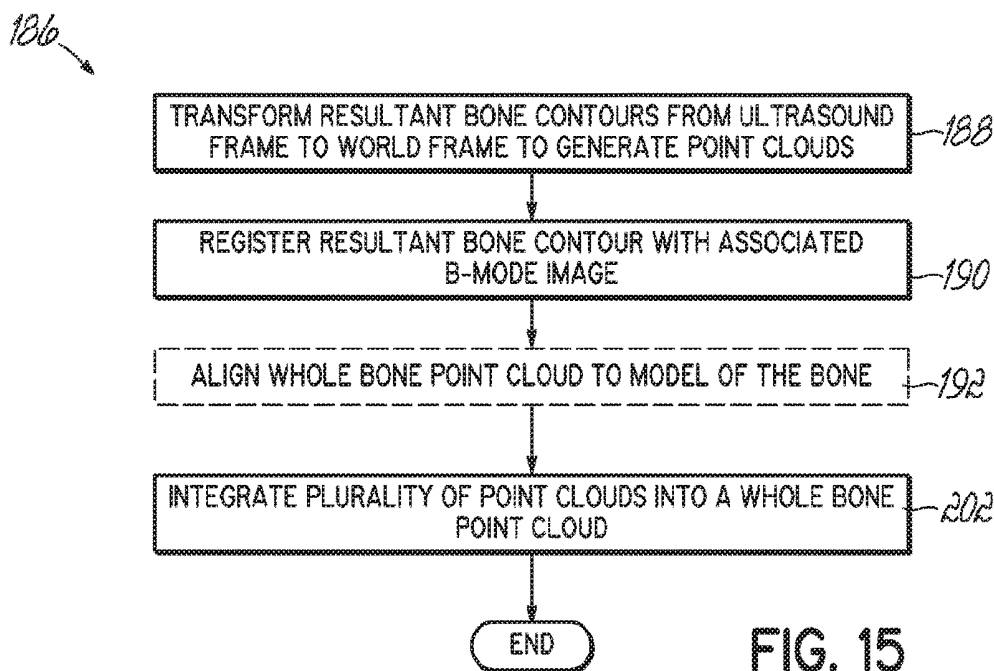 186
TRANSFORM RESULTANT BONE CONTOURS FROM ULTRASOUND
FRAME TO WORLD FRAME TO GENERATE POINT CLOUDS
188
REGISTER RESULTANT BONE CONTOUR WITH ASSOCIATED
B-MODE IMAGE
190
ALIGN WHOLE BONE POINT CLOUD TO MODEL OF THE BONE
192
INTEGRATE PLURALITY OF POINT CLOUDS INTO A WHOLE BONE
POINT CLOUD
202
END
FIG. 15